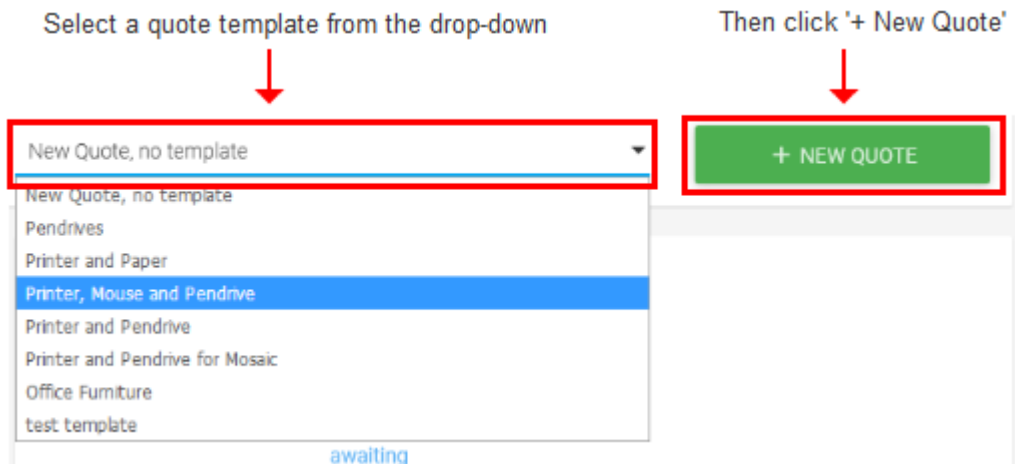 Select a quote template from the drop-down
Then click '+ New Quote'
New Quote, no template
+ NEW QUOTE
New Quote, no template
Pendrives
Printer and Paper
Printer, Mouse and Pendrive
Printer and Pendrive
Printer and Pendrive for Mosaic
Office Furniture
test template
awaiting